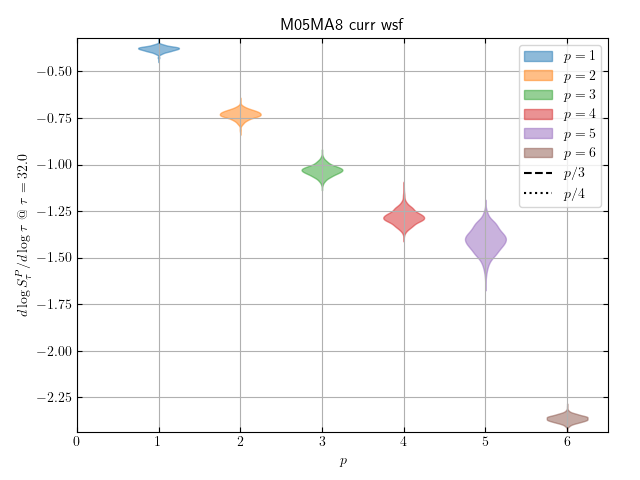 M05MA8 curr wsf
d log S_τ^P / d log τ @ τ = 32.0
−0.50
−0.75
−1.00
−1.25
−1.50
−1.75
−2.00
−2.25
0 1 2 3 4 5 6
p
p = 1
p = 2
p = 3
p = 4
p = 5
p = 6
p/3
p/4